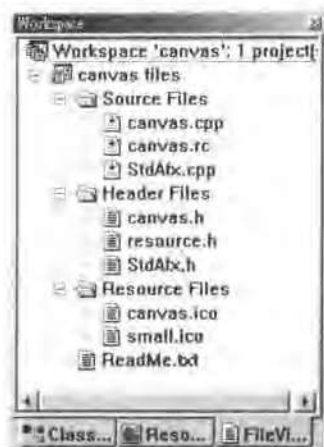 Workspace
Workspace 'canvas': 1 project(
canvas files
Source Files
canvas.cpp
canvas.rc
StdAfx.cpp
Header Files
canvas.h
resource.h
StdAfx.h
Resource Files
canvas.ico
small.ico
ReadMe.txt
Class... Reso... FileVi...